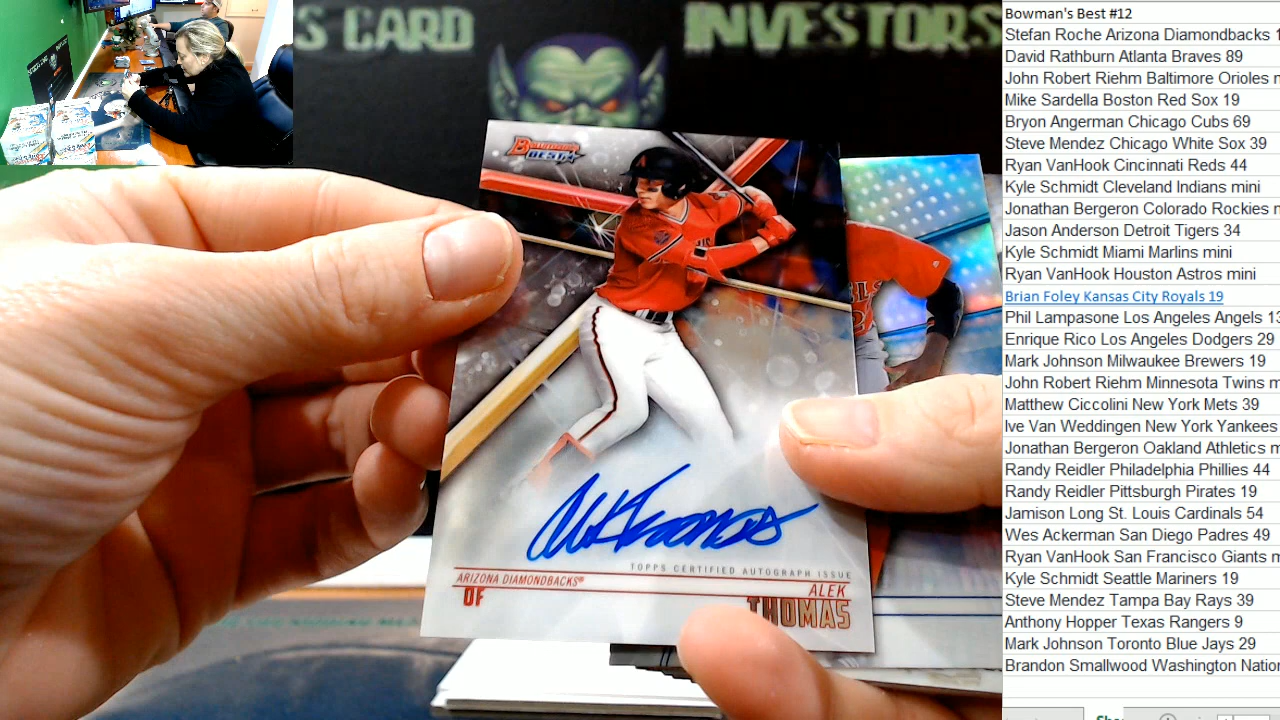 S CARD INVESTORS
BOWMAN'S BEST
TOPPS CERTIFIED AUTOGRAPH ISSUE
ARIZONA DIAMONDBACKS®
ALEK
OF
THOMAS
Bowman's Best #12
Stefan Roche Arizona Diamondbacks 1
David Rathburn Atlanta Braves 89
John Robert Riehm Baltimore Orioles
Mike Sardella Boston Red Sox 19
Bryon Angerman Chicago Cubs 69
Steve Mendez Chicago White Sox 39
Ryan VanHook Cincinnati Reds 44
Kyle Schmdt Cleveland Indians mini
Jonathan Bergeron Colorado Rockies
Jason Anderson Detroit Tigers 34
Kyle Schmidt Miami Marlins mini
Ryan VanHook Houston Astros mini
Brian Foley Kansas City Royals 19
Phil Lampasone Los Angeles Angels 13
Enrique Rico Los Angeles Dodgers 29
Mark Johnson Milwaukee Brewers 19
John Robert Riehm Minnesota Twins
Matthew Ciccolini New York Mets 39
Ive Van Weddingen New York Yankees
Jonathan Bergeron Oakland Athletics
Randy Reidler Philadelphia Phillies 44
Randy Reidler Pittsburgh Pirates 19
Jamison Long St. Louis Cardinals 54
Wes Ackerman San Diego Padres 49
Ryan VanHook San Francisco Giants
Kyle Schmidt Seattle Mariners 19
Steve Mendez Tampa Bay Rays 39
Anthony Hopper Texas Rangers 9
Mark Johnson Toronto Blue Jays 29
Brandon Smallwood Washington Nation